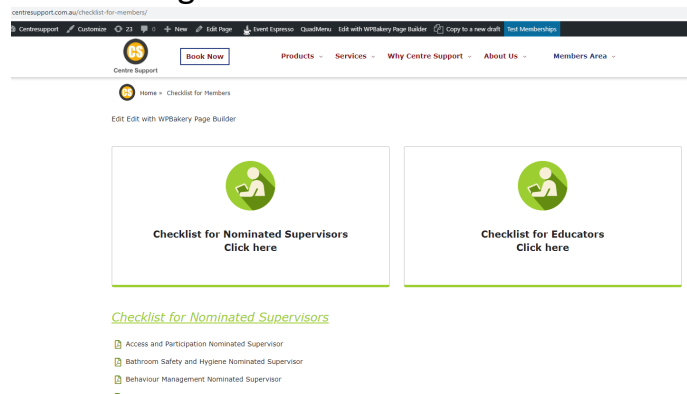 centresupport.com.au/checklist-for-members/
Centresupport Customize 23 0 New Edit Page Event Espresso QuadMenu Edit with WPBakery Page Builder Copy to a new draft Test Memberships
CS
Centre Support
Book Now
Products Services Why Centre Support About Us Members Area
CS Home » Checklist for Members
Edit Edit with WPBakery Page Builder
Checklist for Nominated Supervisors
Click here
Checklist for Educators
Click here
Checklist for Nominated Supervisors
Access and Participation Nominated Supervisor
Bathroom Safety and Hygiene Nominated Supervisor
Behaviour Management Nominated Supervisor